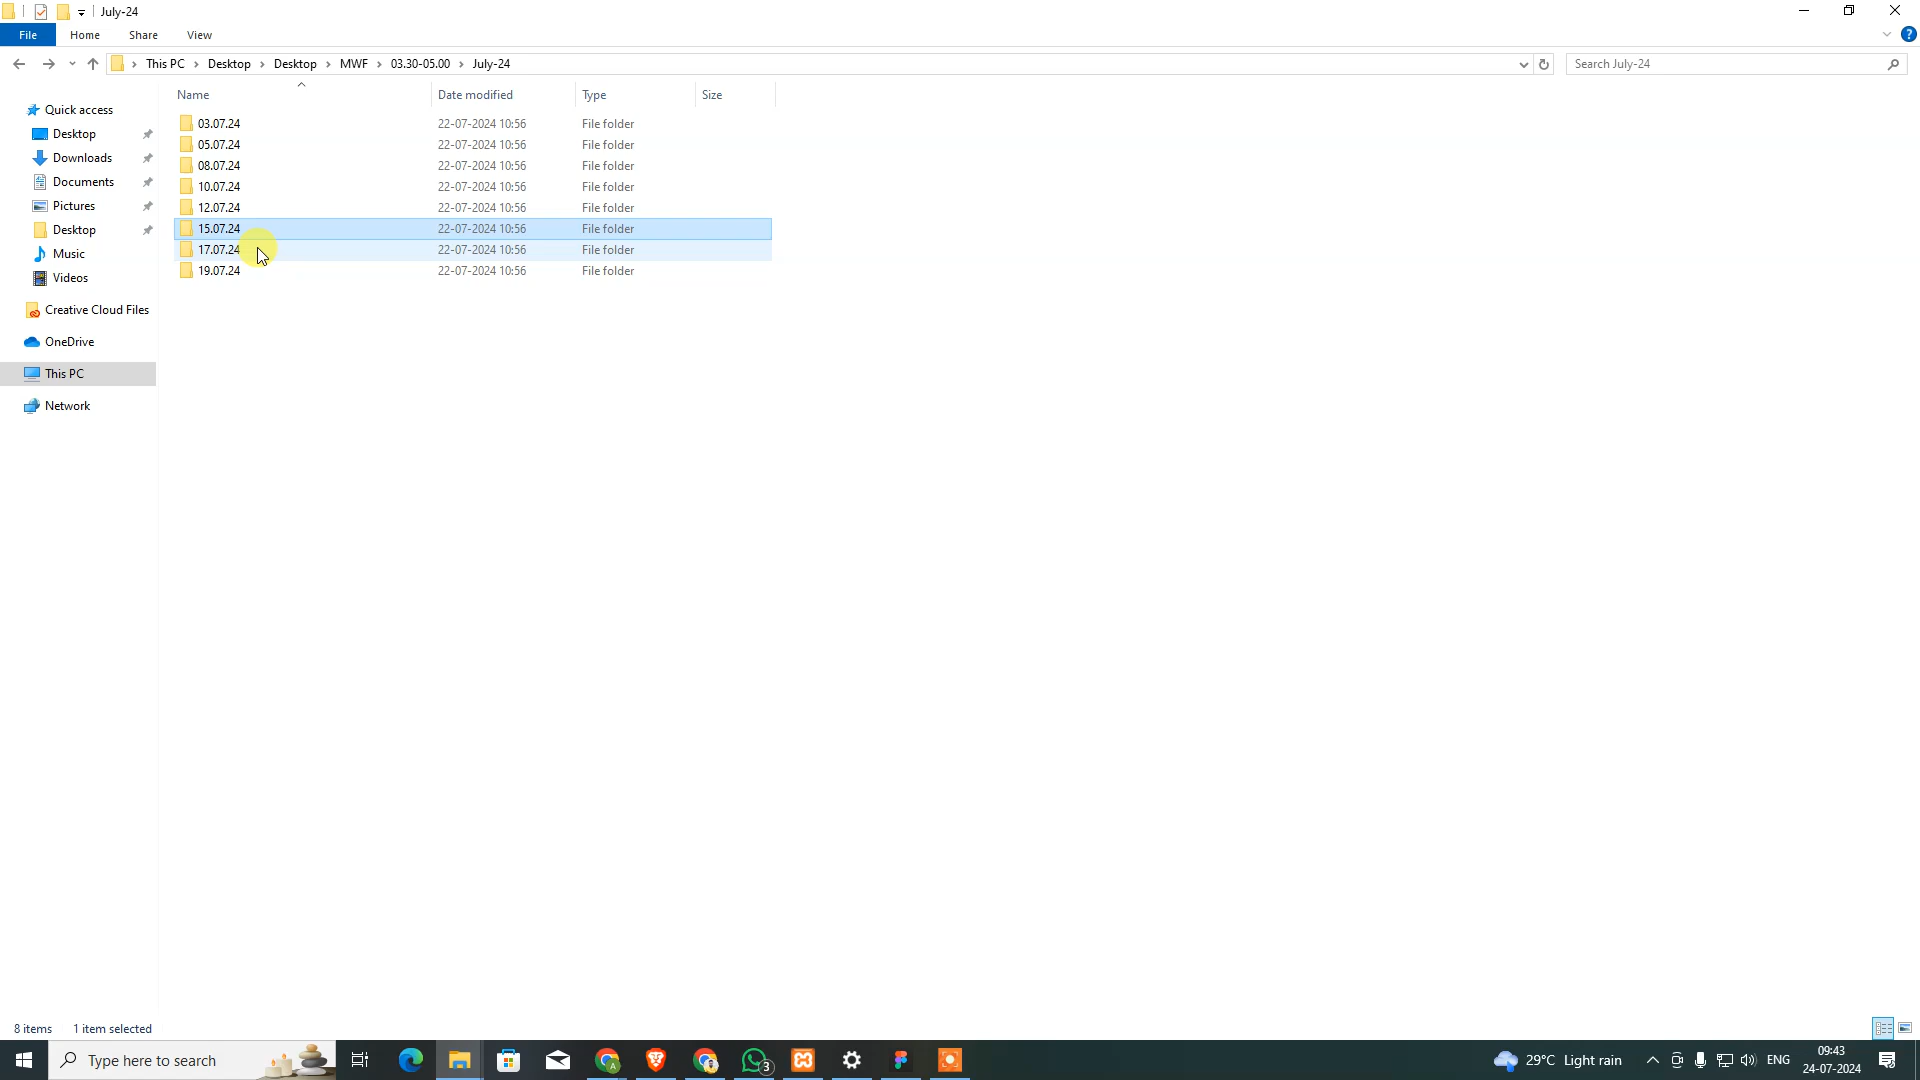 July-24
File Home Share View
This PC Desktop Desktop MWF 03.30-05.00 July-24 Search July-24
Name Date modified Type Size
Quick access
Desktop
Downloads
Documents
Pictures
Desktop
Music
Videos
Creative Cloud Files
OneDrive
This PC
Network
03.07.24 22-07-2024 10:56 File folder
05.07.24 22-07-2024 10:56 File folder
08.07.24 22-07-2024 10:56 File folder
10.07.24 22-07-2024 10:56 File folder
12.07.24 22-07-2024 10:56 File folder
15.07.24 22-07-2024 10:56 File folder
17.07.24 22-07-2024 10:56 File folder
19.07.24 22-07-2024 10:56 File folder
8 items 1 item selected
Type here to search
A
3
29°C Light rain
ENG
09:43
24-07-2024